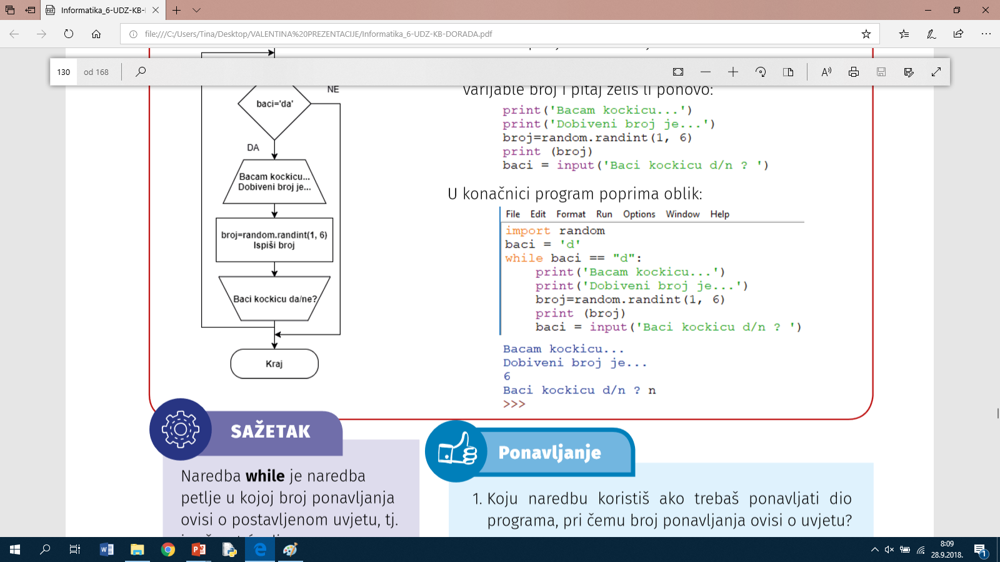 Informatika_6-UDZ-KB-I
file:///C:/Users/Tina/Desktop/VALENTINA%20PREZENTACIJE/Informatika_6-UDZ-KB-DORADA.pdf
130 od 168
NE
baci='da'
DA
Bacam kockicu...
Dobiveni broj je...
broj=random.randint(1, 6)
Ispiši broj
Baci kockicu da/ne?
Kraj
varijable broj i pitaj želiš li ponovo:
print('Bacam kockicu...')
print('Dobiveni broj je...')
broj=random.randint(1, 6)
print (broj)
baci = input('Baci kockicu d/n ? ')
U konačnici program poprima oblik:
File Edit Format Run Options Window Help
import random
baci = 'd'
while baci == "d":
    print('Bacam kockicu...')
    print('Dobiveni broj je...')
    broj=random.randint(1, 6)
    print (broj)
    baci = input('Baci kockicu d/n ? ')
Bacam kockicu...
Dobiveni broj je...
6
Baci kockicu d/n ? n
>>>
SAŽETAK
Naredba while je naredba
petlje u kojoj broj ponavljanja
ovisi o postavljenom uvjetu, tj.
Ponavljanje
1. Koju naredbu koristiš ako trebaš ponavljati dio
programa, pri čemu broj ponavljanja ovisi o uvjetu?
8:09
28.9.2018.
1